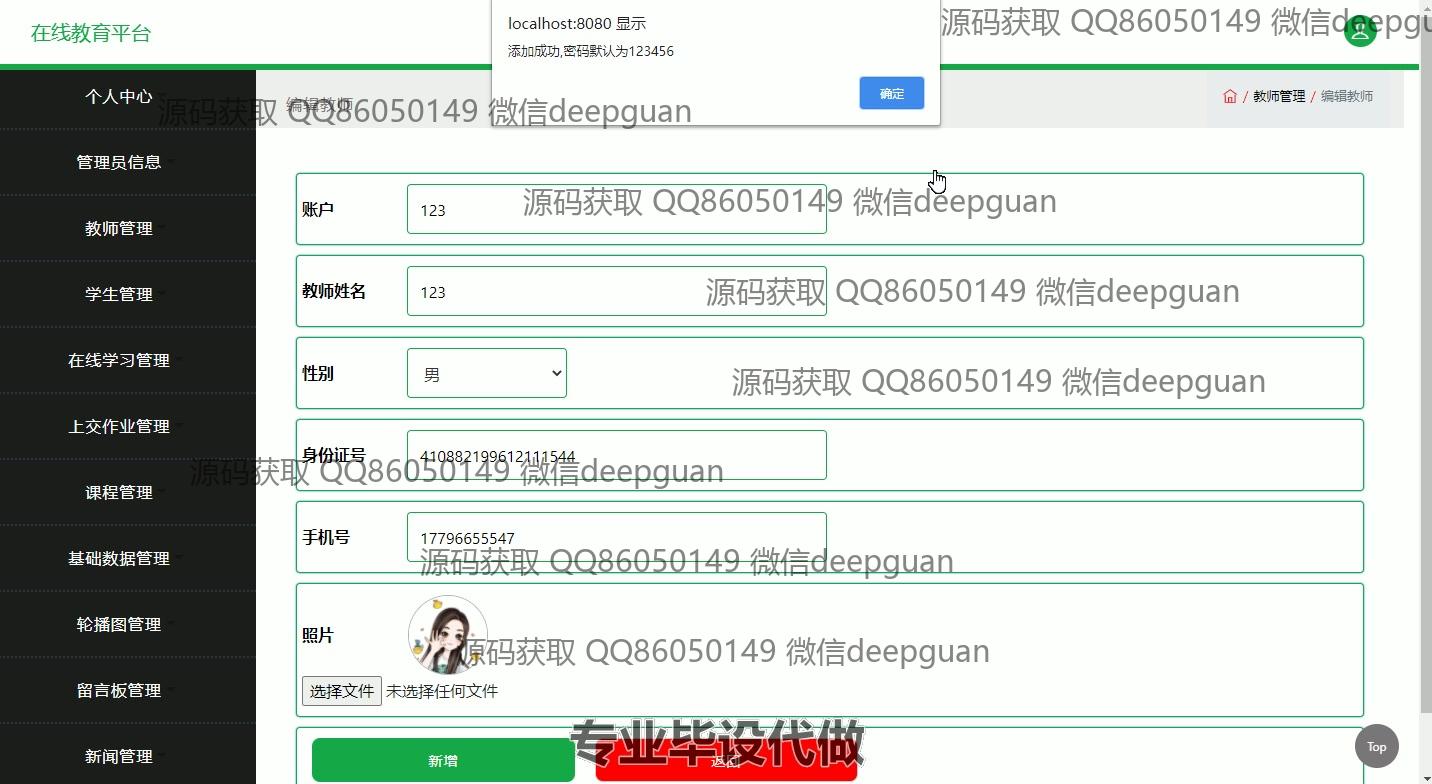 在线教育平台
localhost:8080 显示
添加成功,密码默认为123456
确定
源码获取 QQ86050149 微信deepgu
个人中心
管理员信息
教师管理
学生管理
在线学习管理
上交作业管理
课程管理
基础数据管理
轮播图管理
留言板管理
新闻管理
编辑教师
源码获取 QQ86050149 微信deepguan
/ 教师管理 / 编辑教师
账户
123
源码获取 QQ86050149 微信deepguan
教师姓名
123
源码获取 QQ86050149 微信deepguan
性别
男
源码获取 QQ86050149 微信deepguan
身份证号
410882199612111544
源码获取 QQ86050149 微信deepguan
手机号
17796655547
源码获取 QQ86050149 微信deepguan
照片
源码获取 QQ86050149 微信deepguan
选择文件 未选择任何文件
专业毕设代做
新增
返回
Top